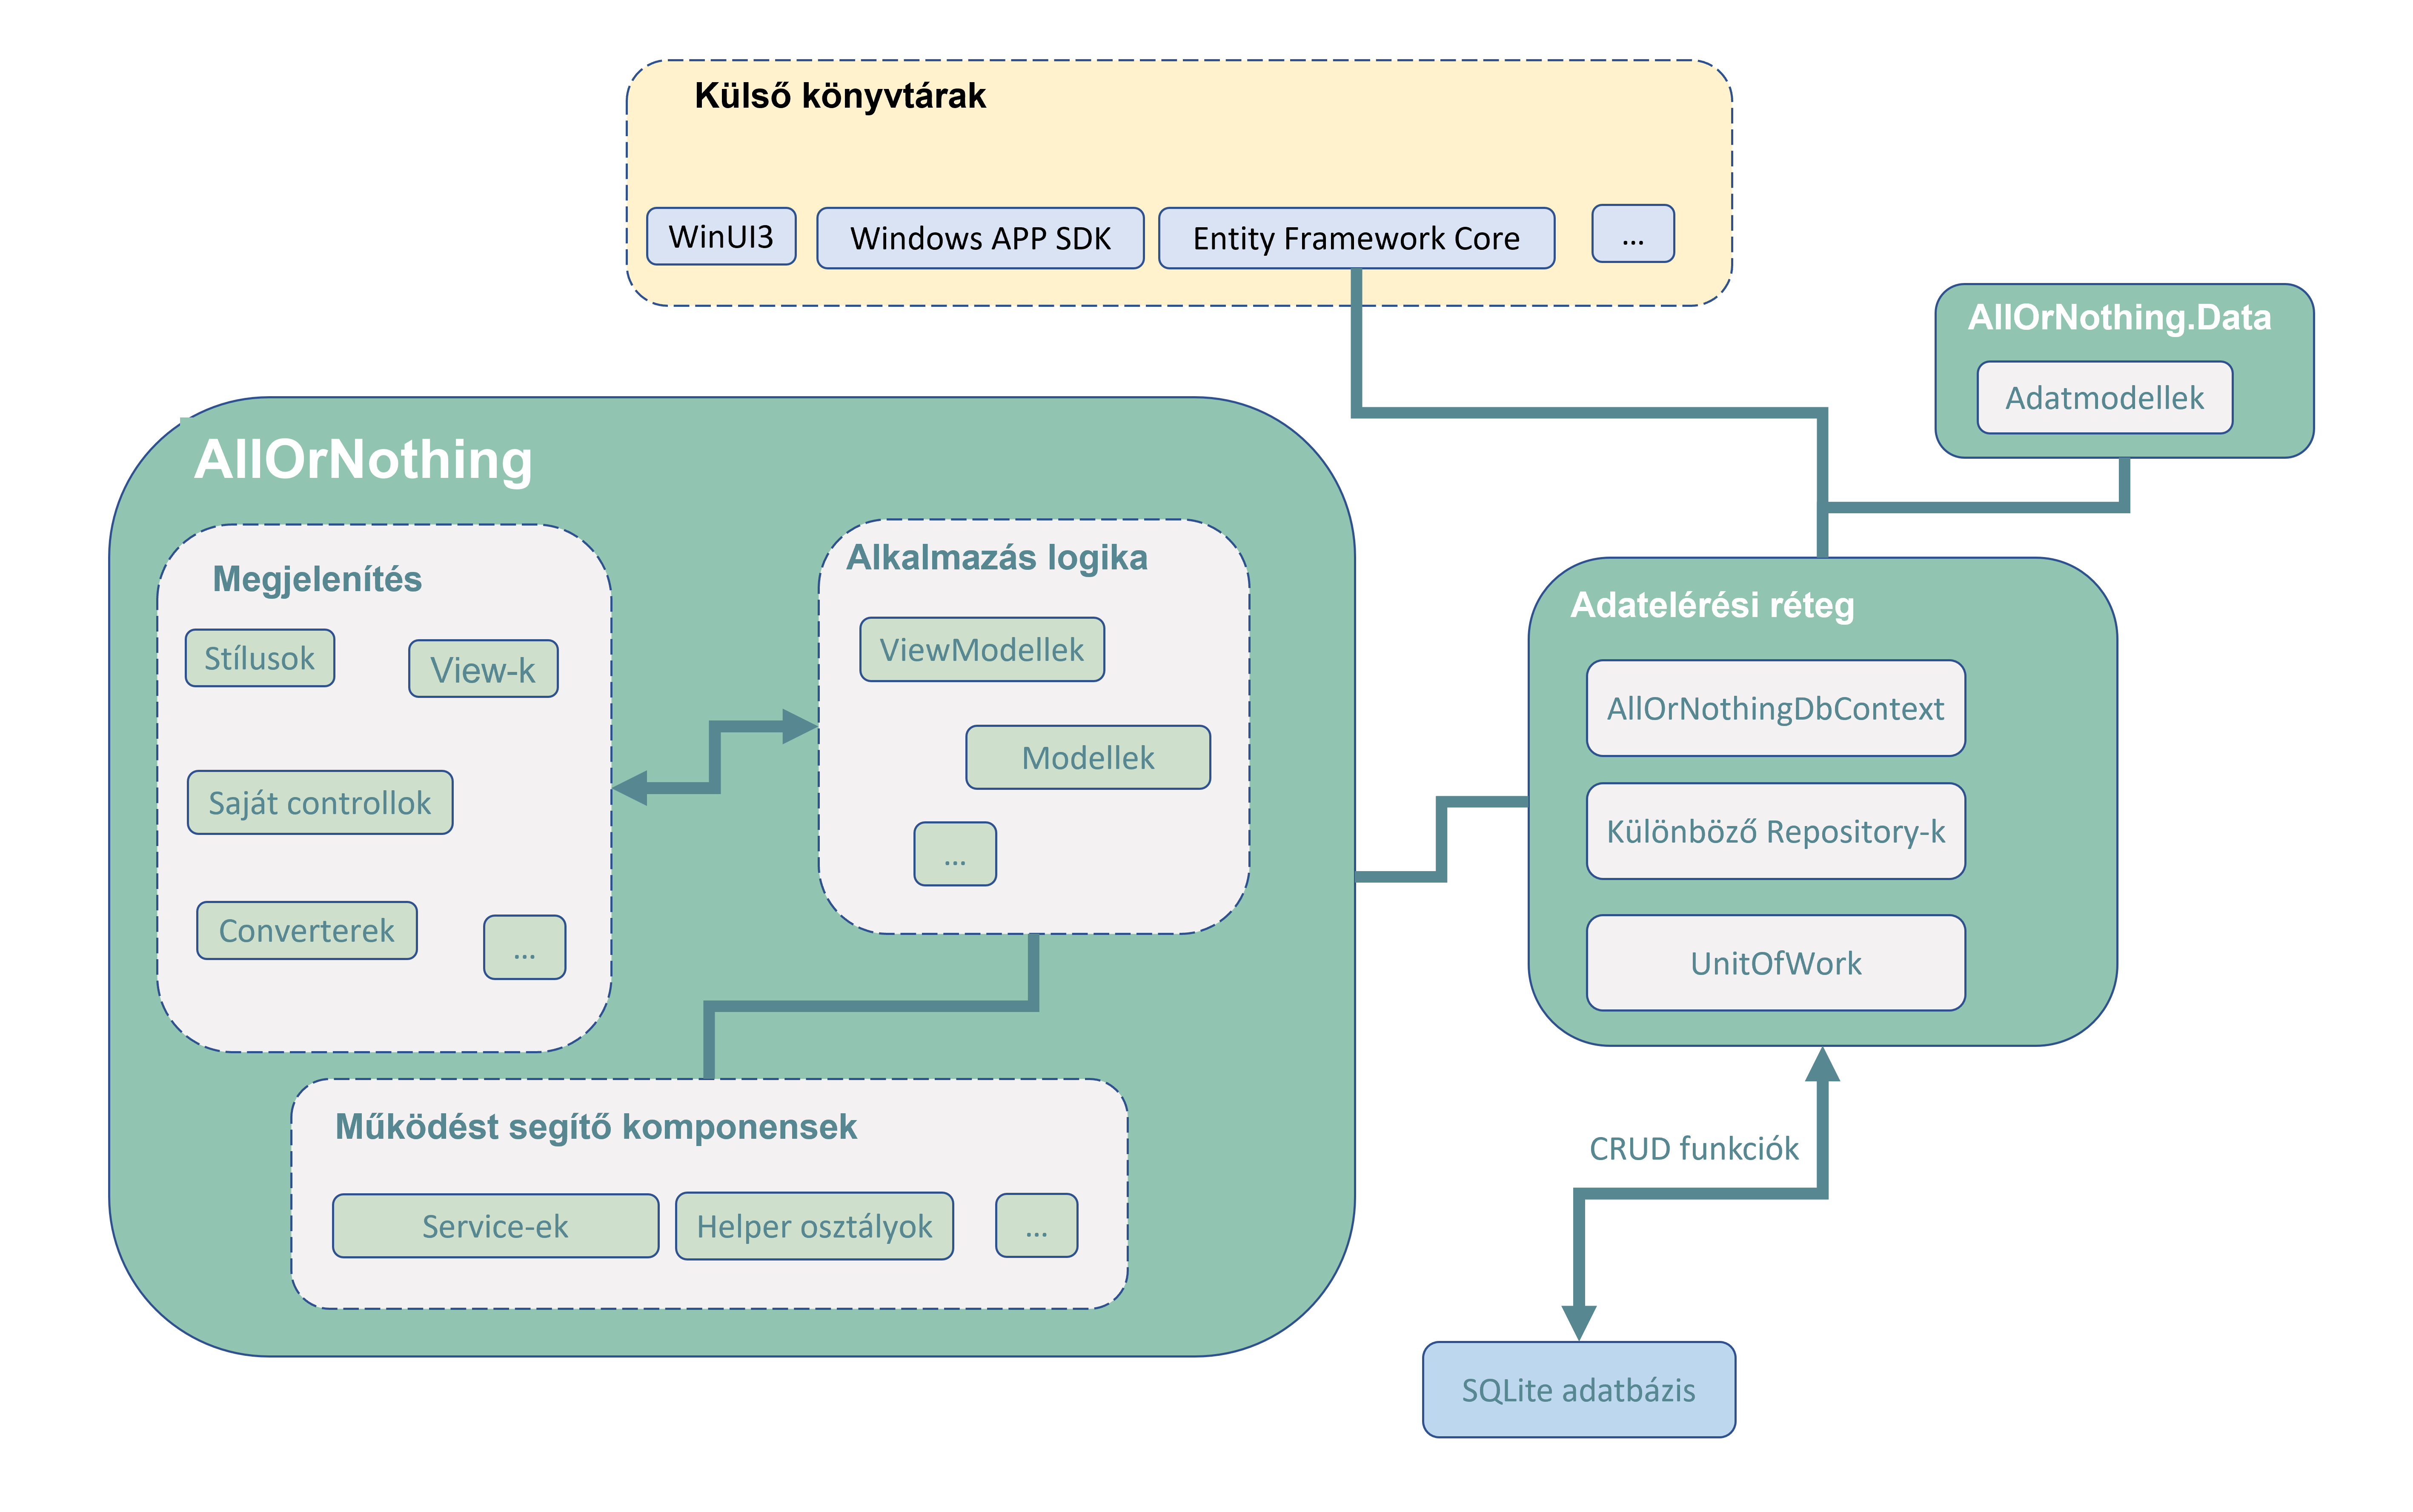 Külső könyvtárak
WinUI3
Windows APP SDK
Entity Framework Core
...
AllOrNothing.Data
Adatmodellek
AllOrNothing
Megjelenítés
Stílusok
View-k
Saját controllok
Converterek
...
Alkalmazás logika
ViewModellek
Modellek
...
Működést segítő komponensek
Service-ek
Helper osztályok
...
Adatelérési réteg
AllOrNothingDbContext
Különböző Repository-k
UnitOfWork
CRUD funkciók
SQLite adatbázis